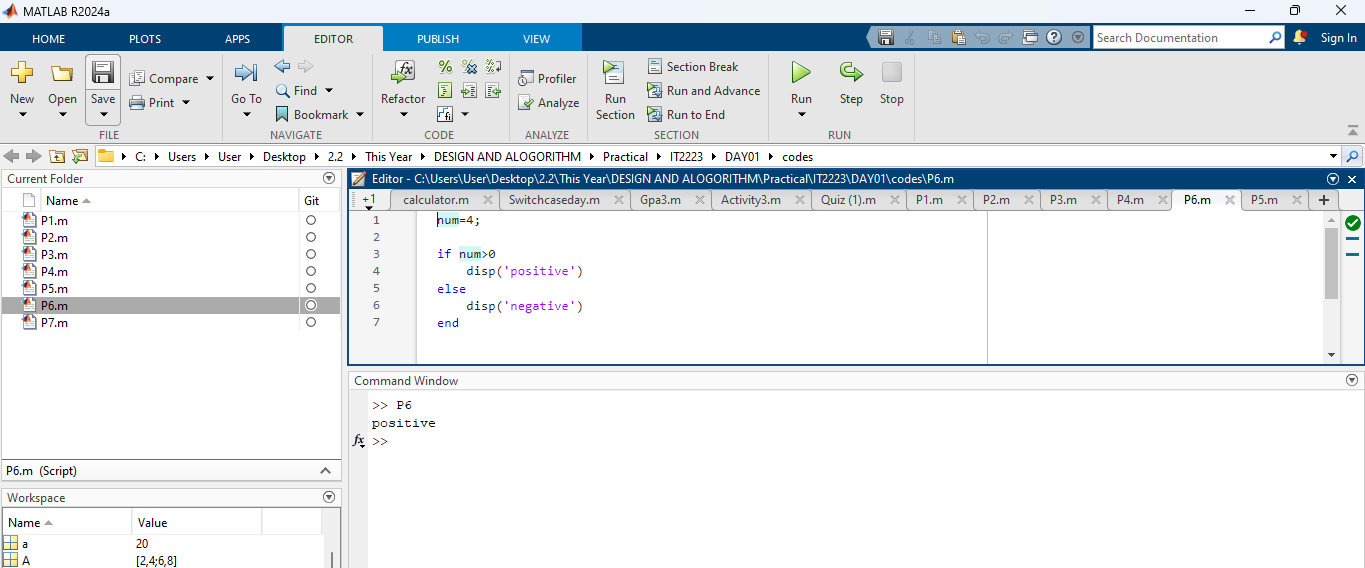 MATLAB R2024a
HOME PLOTS APPS EDITOR PUBLISH VIEW Search Documentation Sign In
New Open Save Compare Print
FILE
Go To Find Bookmark
NAVIGATE
Refactor
CODE
Profiler Analyze
ANALYZE
Run Section Section Break Run and Advance Run to End
SECTION
Run Step Stop
RUN
C: Users User Desktop 2.2 This Year DESIGN AND ALOGORITHM Practical IT2223 DAY01 codes
Current Folder
Name Git
P1.m
P2.m
P3.m
P4.m
P5.m
P6.m
P7.m
P6.m (Script)
Workspace
Name Value
a 20
A [2,4;6,8]
Editor - C:\Users\User\Desktop\2.2\This Year\DESIGN AND ALOGORITHM\Practical\IT2223\DAY01\codes\P6.m
+1 calculator.m Switchcaseday.m Gpa3.m Activity3.m Quiz (1).m P1.m P2.m P3.m P4.m P6.m P5.m +
1 num=4;
2
3 if num>0
4 disp('positive')
5 else
6 disp('negative')
7 end
Command Window
>> P6
positive
fx >>